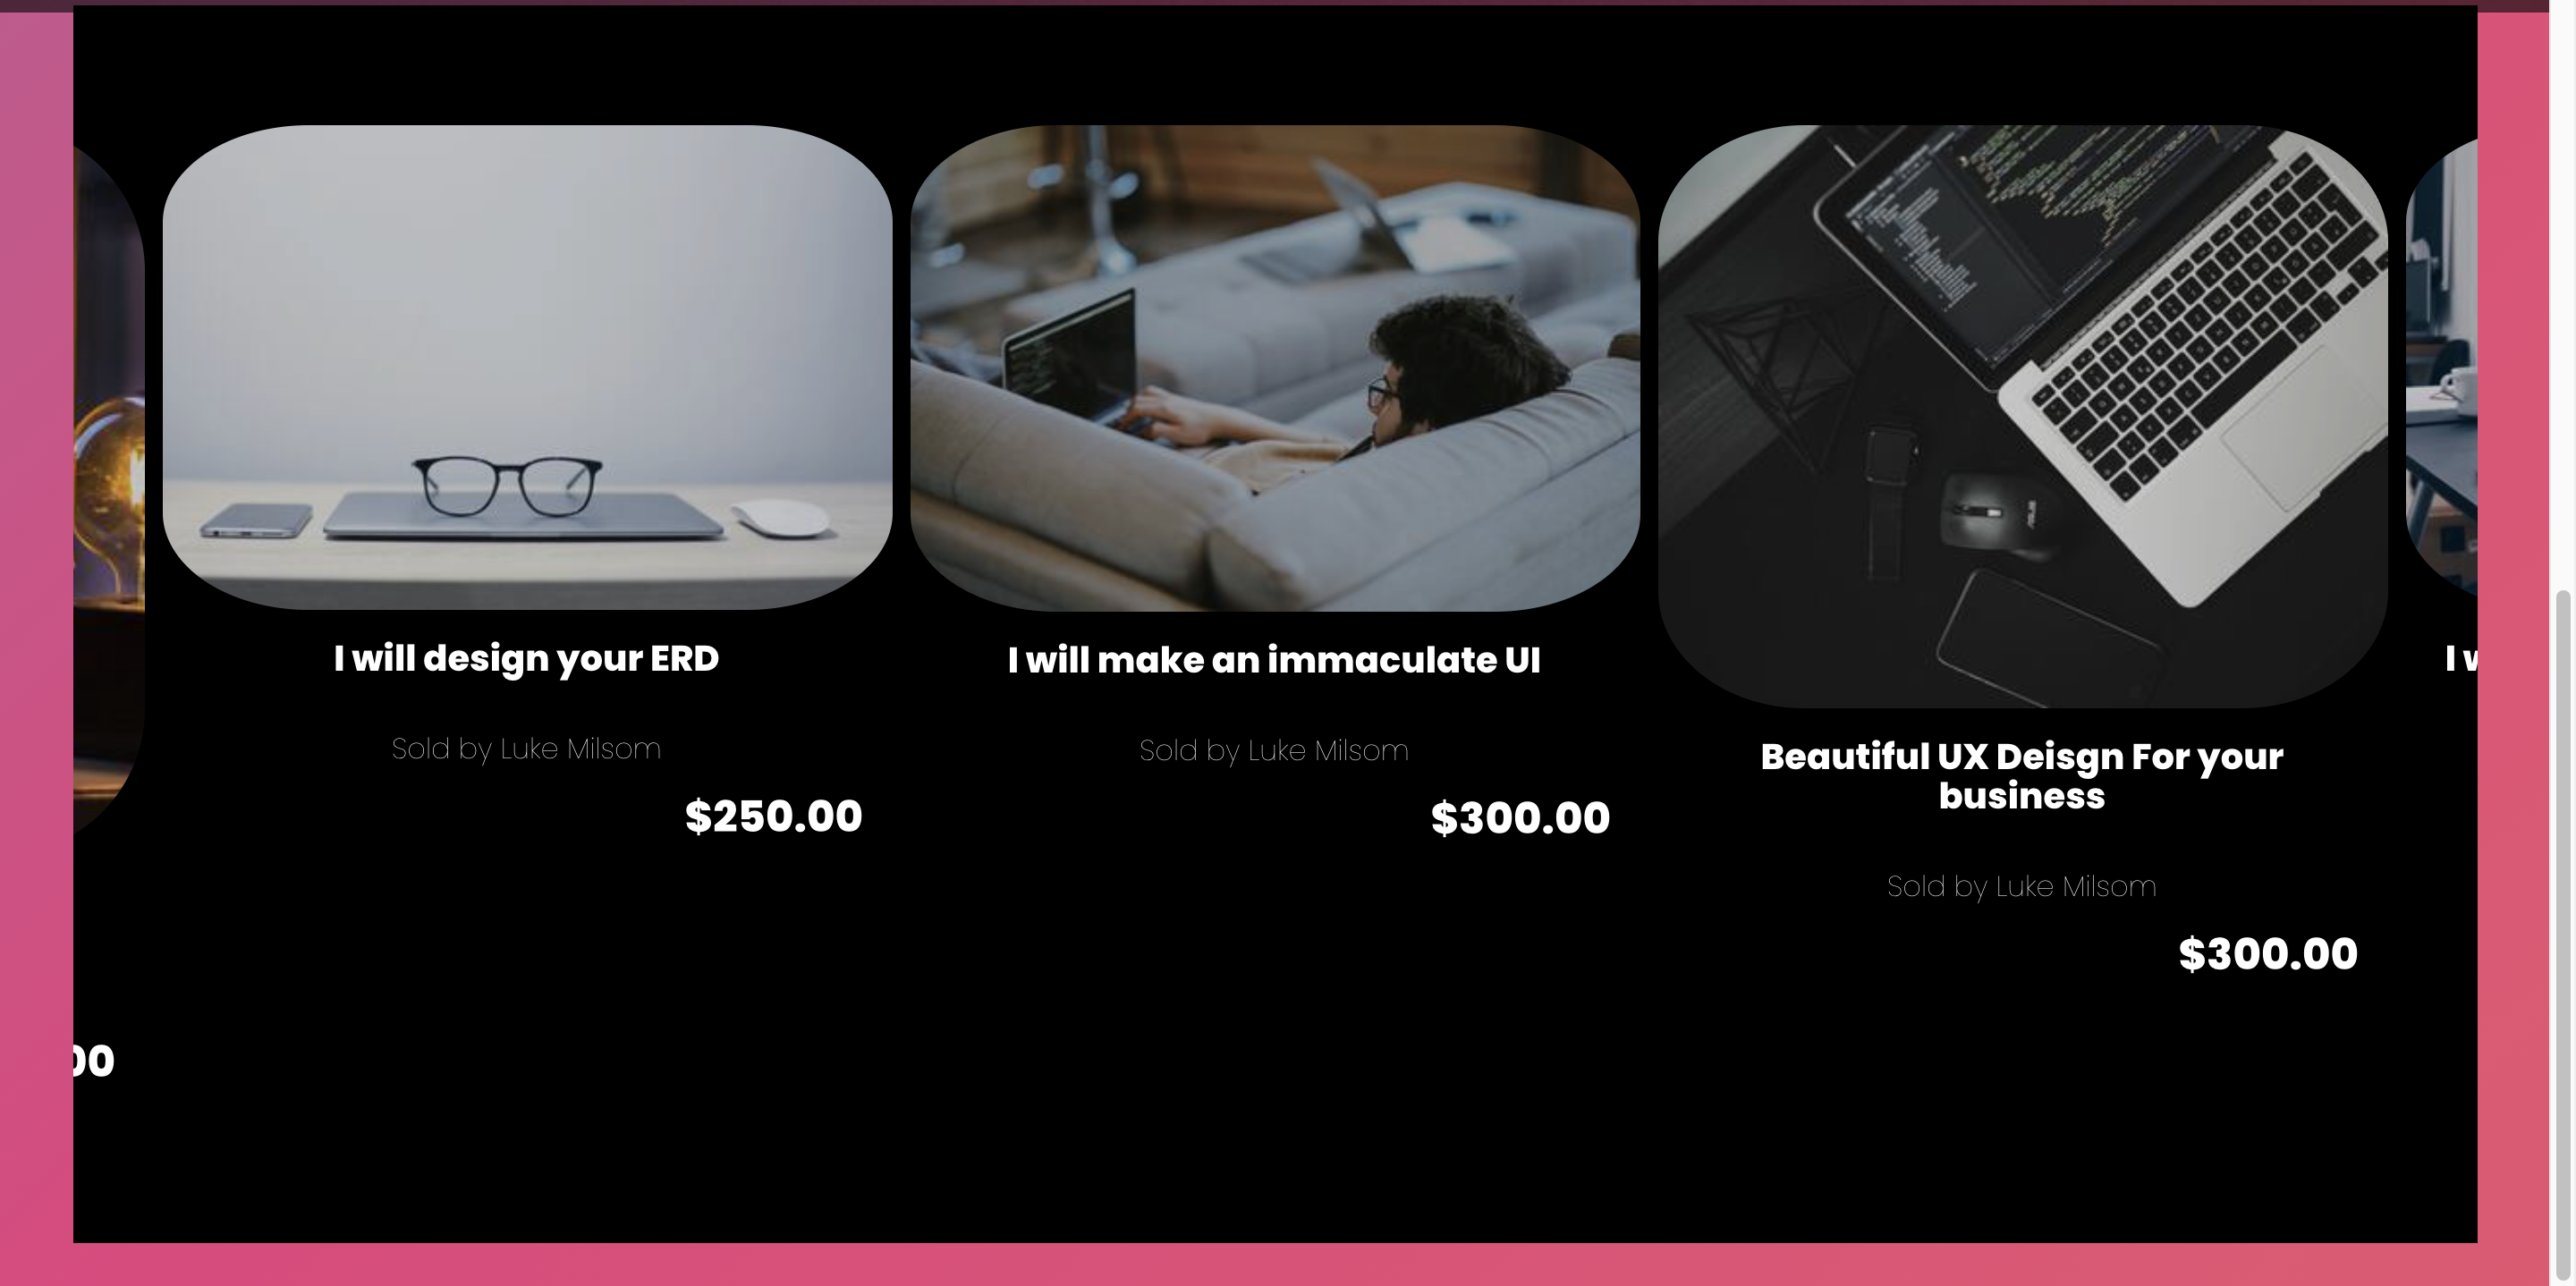 I will design your ERD
Sold by Luke Milsom
$250.00
I will make an immaculate UI
Sold by Luke Milsom
$300.00
Beautiful UX Deisgn For your
business
Sold by Luke Milsom
$300.00
I
00